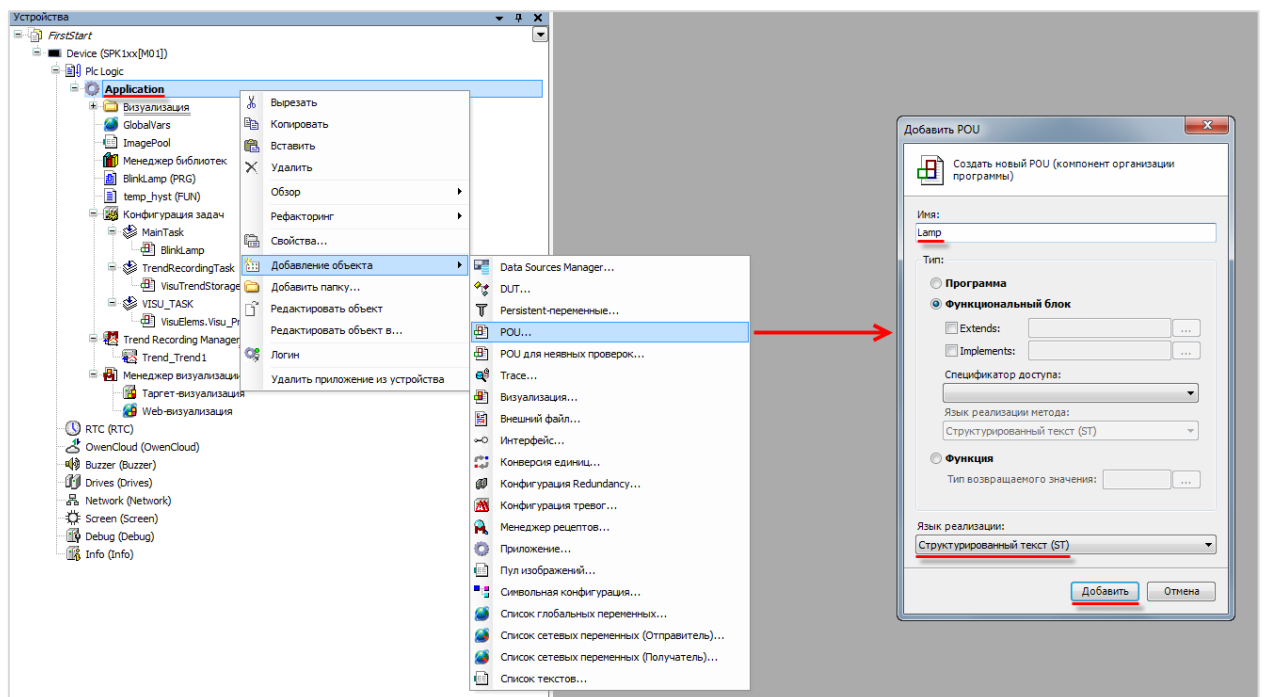 Устройства
FirstStart
Device (SPK1xx[M01])
Plc Logic
Application
Визуализация
GlobalVars
ImagePool
Менеджер библиотек
BlinkLamp (PRG)
temp_hyst (FUN)
Конфигурация задач
MainTask
BlinkLamp
TrendRecordingTask
VisuTrendStorage
VISU_TASK
VisuElems.Visu_Pr
Trend Recording Manager
Trend_Trend1
Менеджер визуализации
Таргет-визуализация
Web-визуализация
RTC (RTC)
OwenCloud (OwenCloud)
Buzzer (Buzzer)
Drives (Drives)
Network (Network)
Screen (Screen)
Debug (Debug)
Info (Info)
Вырезать
Копировать
Вставить
Удалить
Обзор
Рефакторинг
Свойства...
Добавление объекта
Добавить папку...
Редактировать объект
Редактировать объект в...
Логин
Удалить приложение из устройства
Data Sources Manager...
DUT...
Persistent-переменные...
POU...
POU для неявных проверок...
Trace...
Визуализация...
Внешний файл...
Интерфейс...
Конверсия единиц...
Конфигурация Redundancy...
Конфигурация тревог...
Менеджер рецептов...
Приложение...
Пул изображений...
Символьная конфигурация...
Список глобальных переменных...
Список сетевых переменных (Отправитель)...
Список сетевых переменных (Получатель)...
Список текстов...
Добавить POU
Создать новый POU (компонент организации
программы)
Имя:
Lamp
Тип:
Программа
Функциональный блок
Extends:
...
Implements:
...
Спецификатор доступа:
Язык реализации метода:
Структурированный текст (ST)
Функция
Тип возвращаемого значения:
...
Язык реализации:
Структурированный текст (ST)
Добавить
Отмена